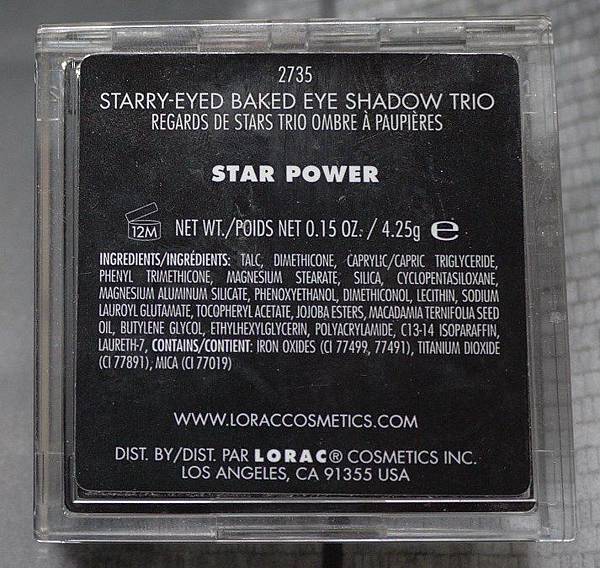 2735
STARRY-EYED BAKED EYE SHADOW TRIO
REGARDS DE STARS TRIO OMBRE À PAUPIÈRES
STAR POWER
12M NET WT./POIDS NET 0.15 OZ. / 4.25g e
INGREDIENTS/INGRÉDIENTS: TALC, DIMETHICONE, CAPRYLIC/CAPRIC TRIGLYCERIDE,
PHENYL TRIMETHICONE, MAGNESIUM STEARATE, SILICA, CYCLOPENTASILOXANE,
MAGNESIUM ALUMINUM SILICATE, PHENOXYETHANOL, DIMETHICONOL, LECITHIN, SODIUM
LAUROYL GLUTAMATE, TOCOPHERYL ACETATE, JOJOBA ESTERS, MACADAMIA TERNIFOLIA SEED
OIL, BUTYLENE GLYCOL, ETHYLHEXYLGLYCERIN, POLYACRYLAMIDE, C13-14 ISOPARAFFIN,
LAURETH-7, CONTAINS/CONTENT: IRON OXIDES (CI 77499, 77491), TITANIUM DIOXIDE
(CI 77891), MICA (CI 77019)
WWW.LORACCOSMETICS.COM
DIST. BY/DIST. PAR LORAC® COSMETICS INC.
LOS ANGELES, CA 91355 USA